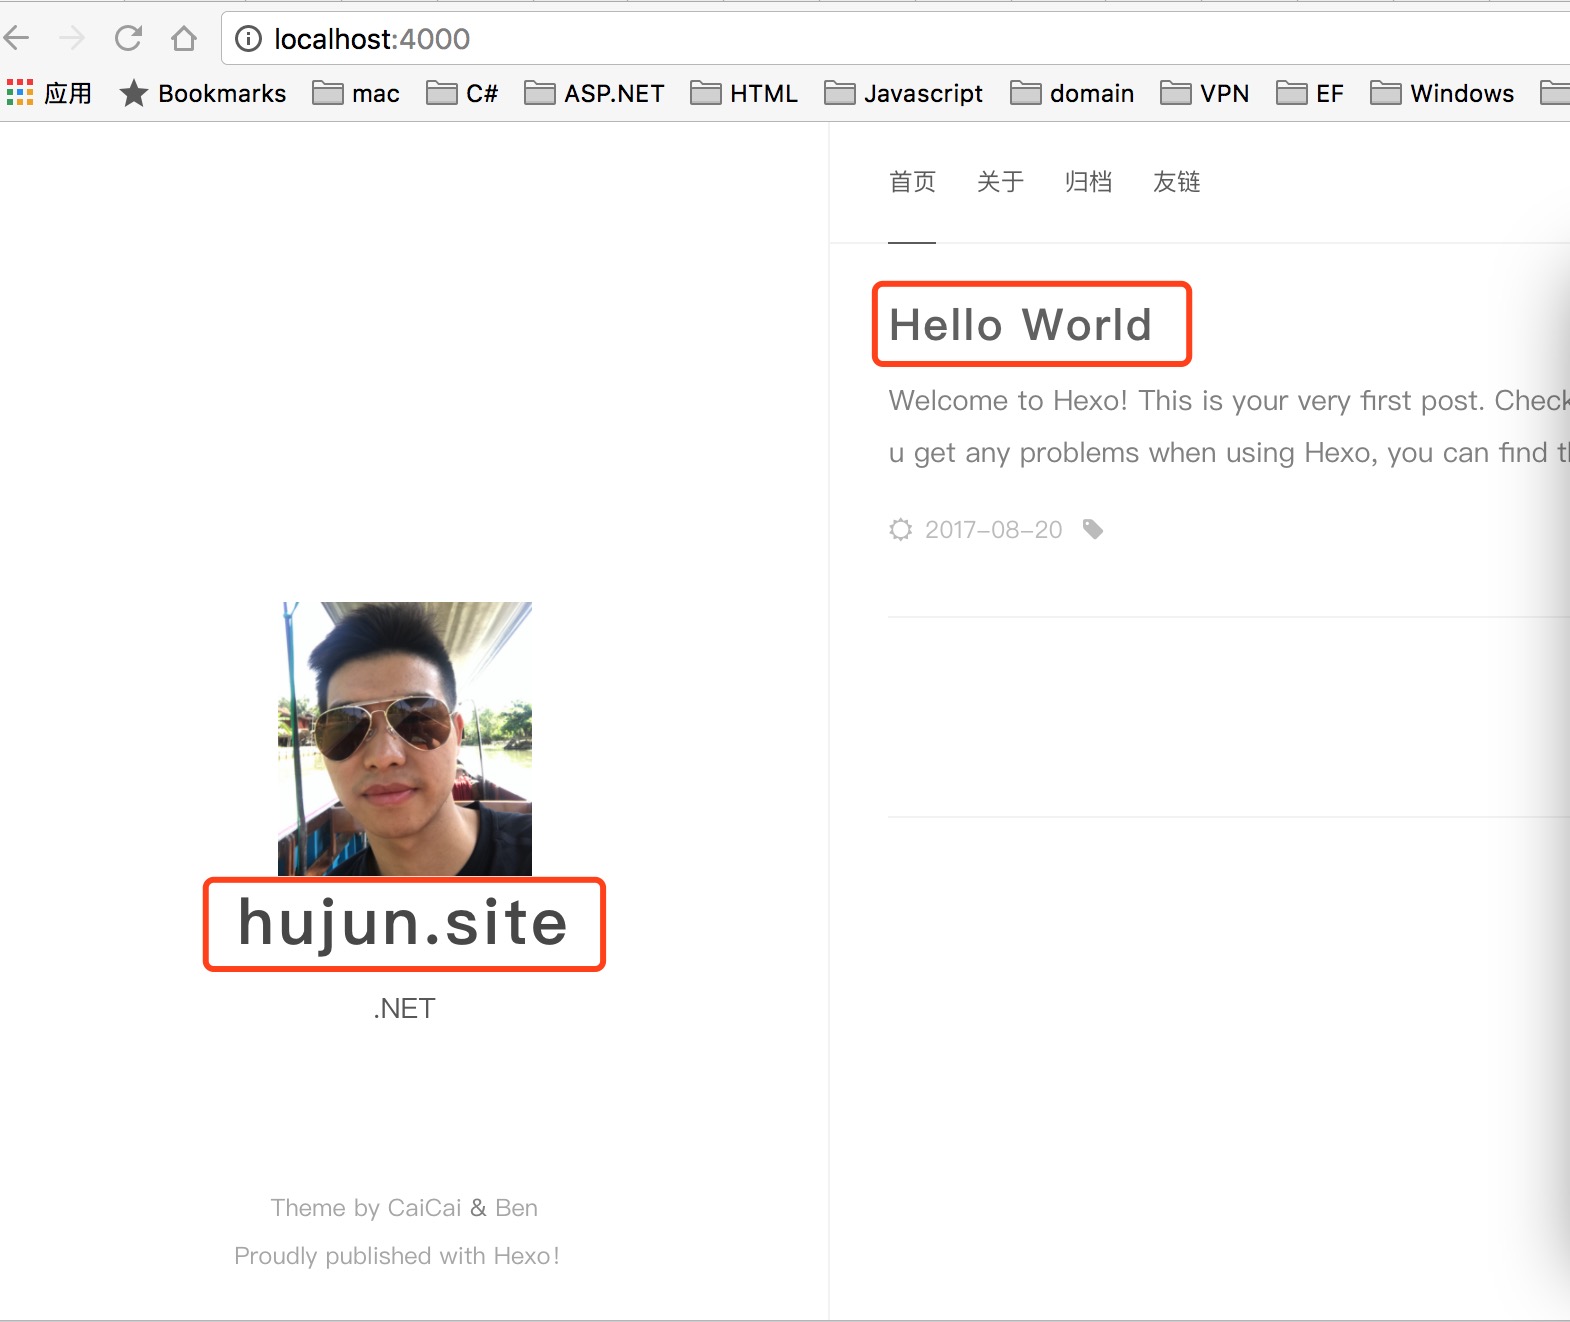 localhost:4000
应用 Bookmarks mac C# ASP.NET HTML Javascript domain VPN EF Windows
首页 关于 归档 友链
Hello World
Welcome to Hexo! This is your very first post. Check
u get any problems when using Hexo, you can find
2017-08-20
hujun.site
.NET
Theme by CaiCai & Ben
Proudly published with Hexo!